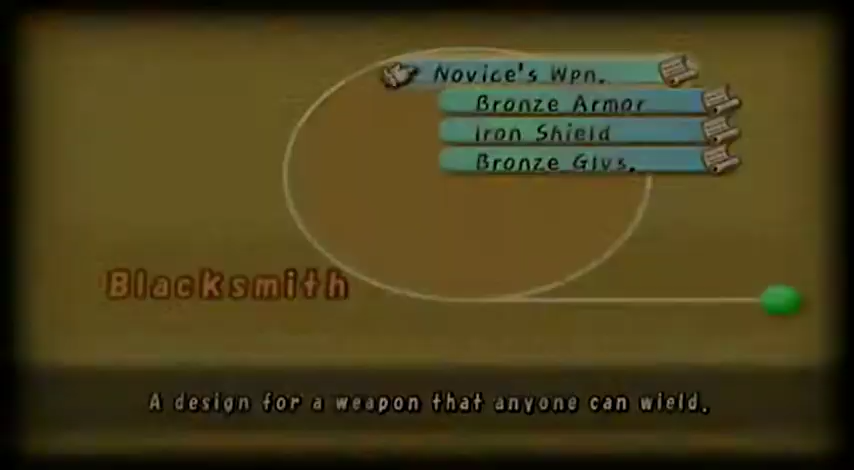 Novice's Wpn.
Bronze Armor
Iron Shield
Bronze Glvs.
Blacksmith
A design for a weapon that anyone can wield.